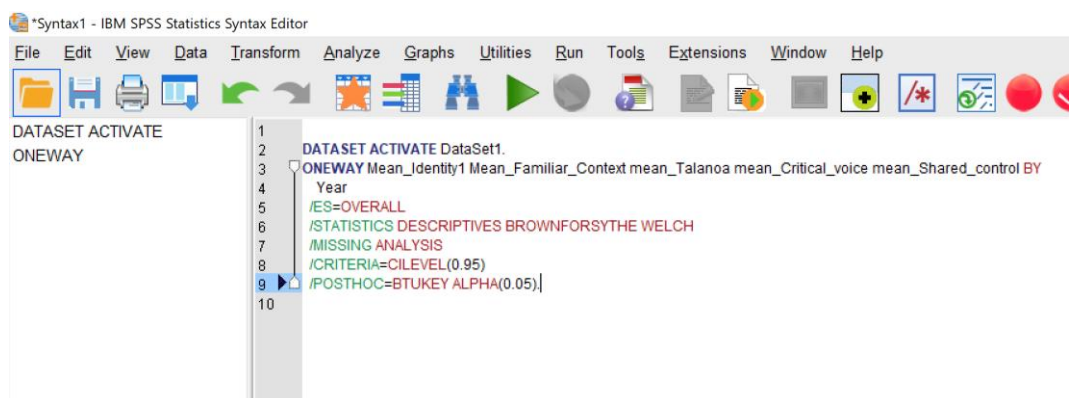 *Syntax1 - IBM SPSS Statistics Syntax Editor
File Edit View Data Transform Analyze Graphs Utilities Run Tools Extensions Window Help
DATASET ACTIVATE
ONEWAY
1
2 DATASET ACTIVATE DataSet1.
3 ONEWAY Mean_Identity1 Mean_Familiar_Context mean_Talanoa mean_Critical_voice mean_Shared_control BY
4 Year
5 /ES=OVERALL
6 /STATISTICS DESCRIPTIVES BROWNFORSYTHE WELCH
7 /MISSING ANALYSIS
8 /CRITERIA=CILEVEL(0.95)
9 /POSTHOC=BTUKEY ALPHA(0.05).
10